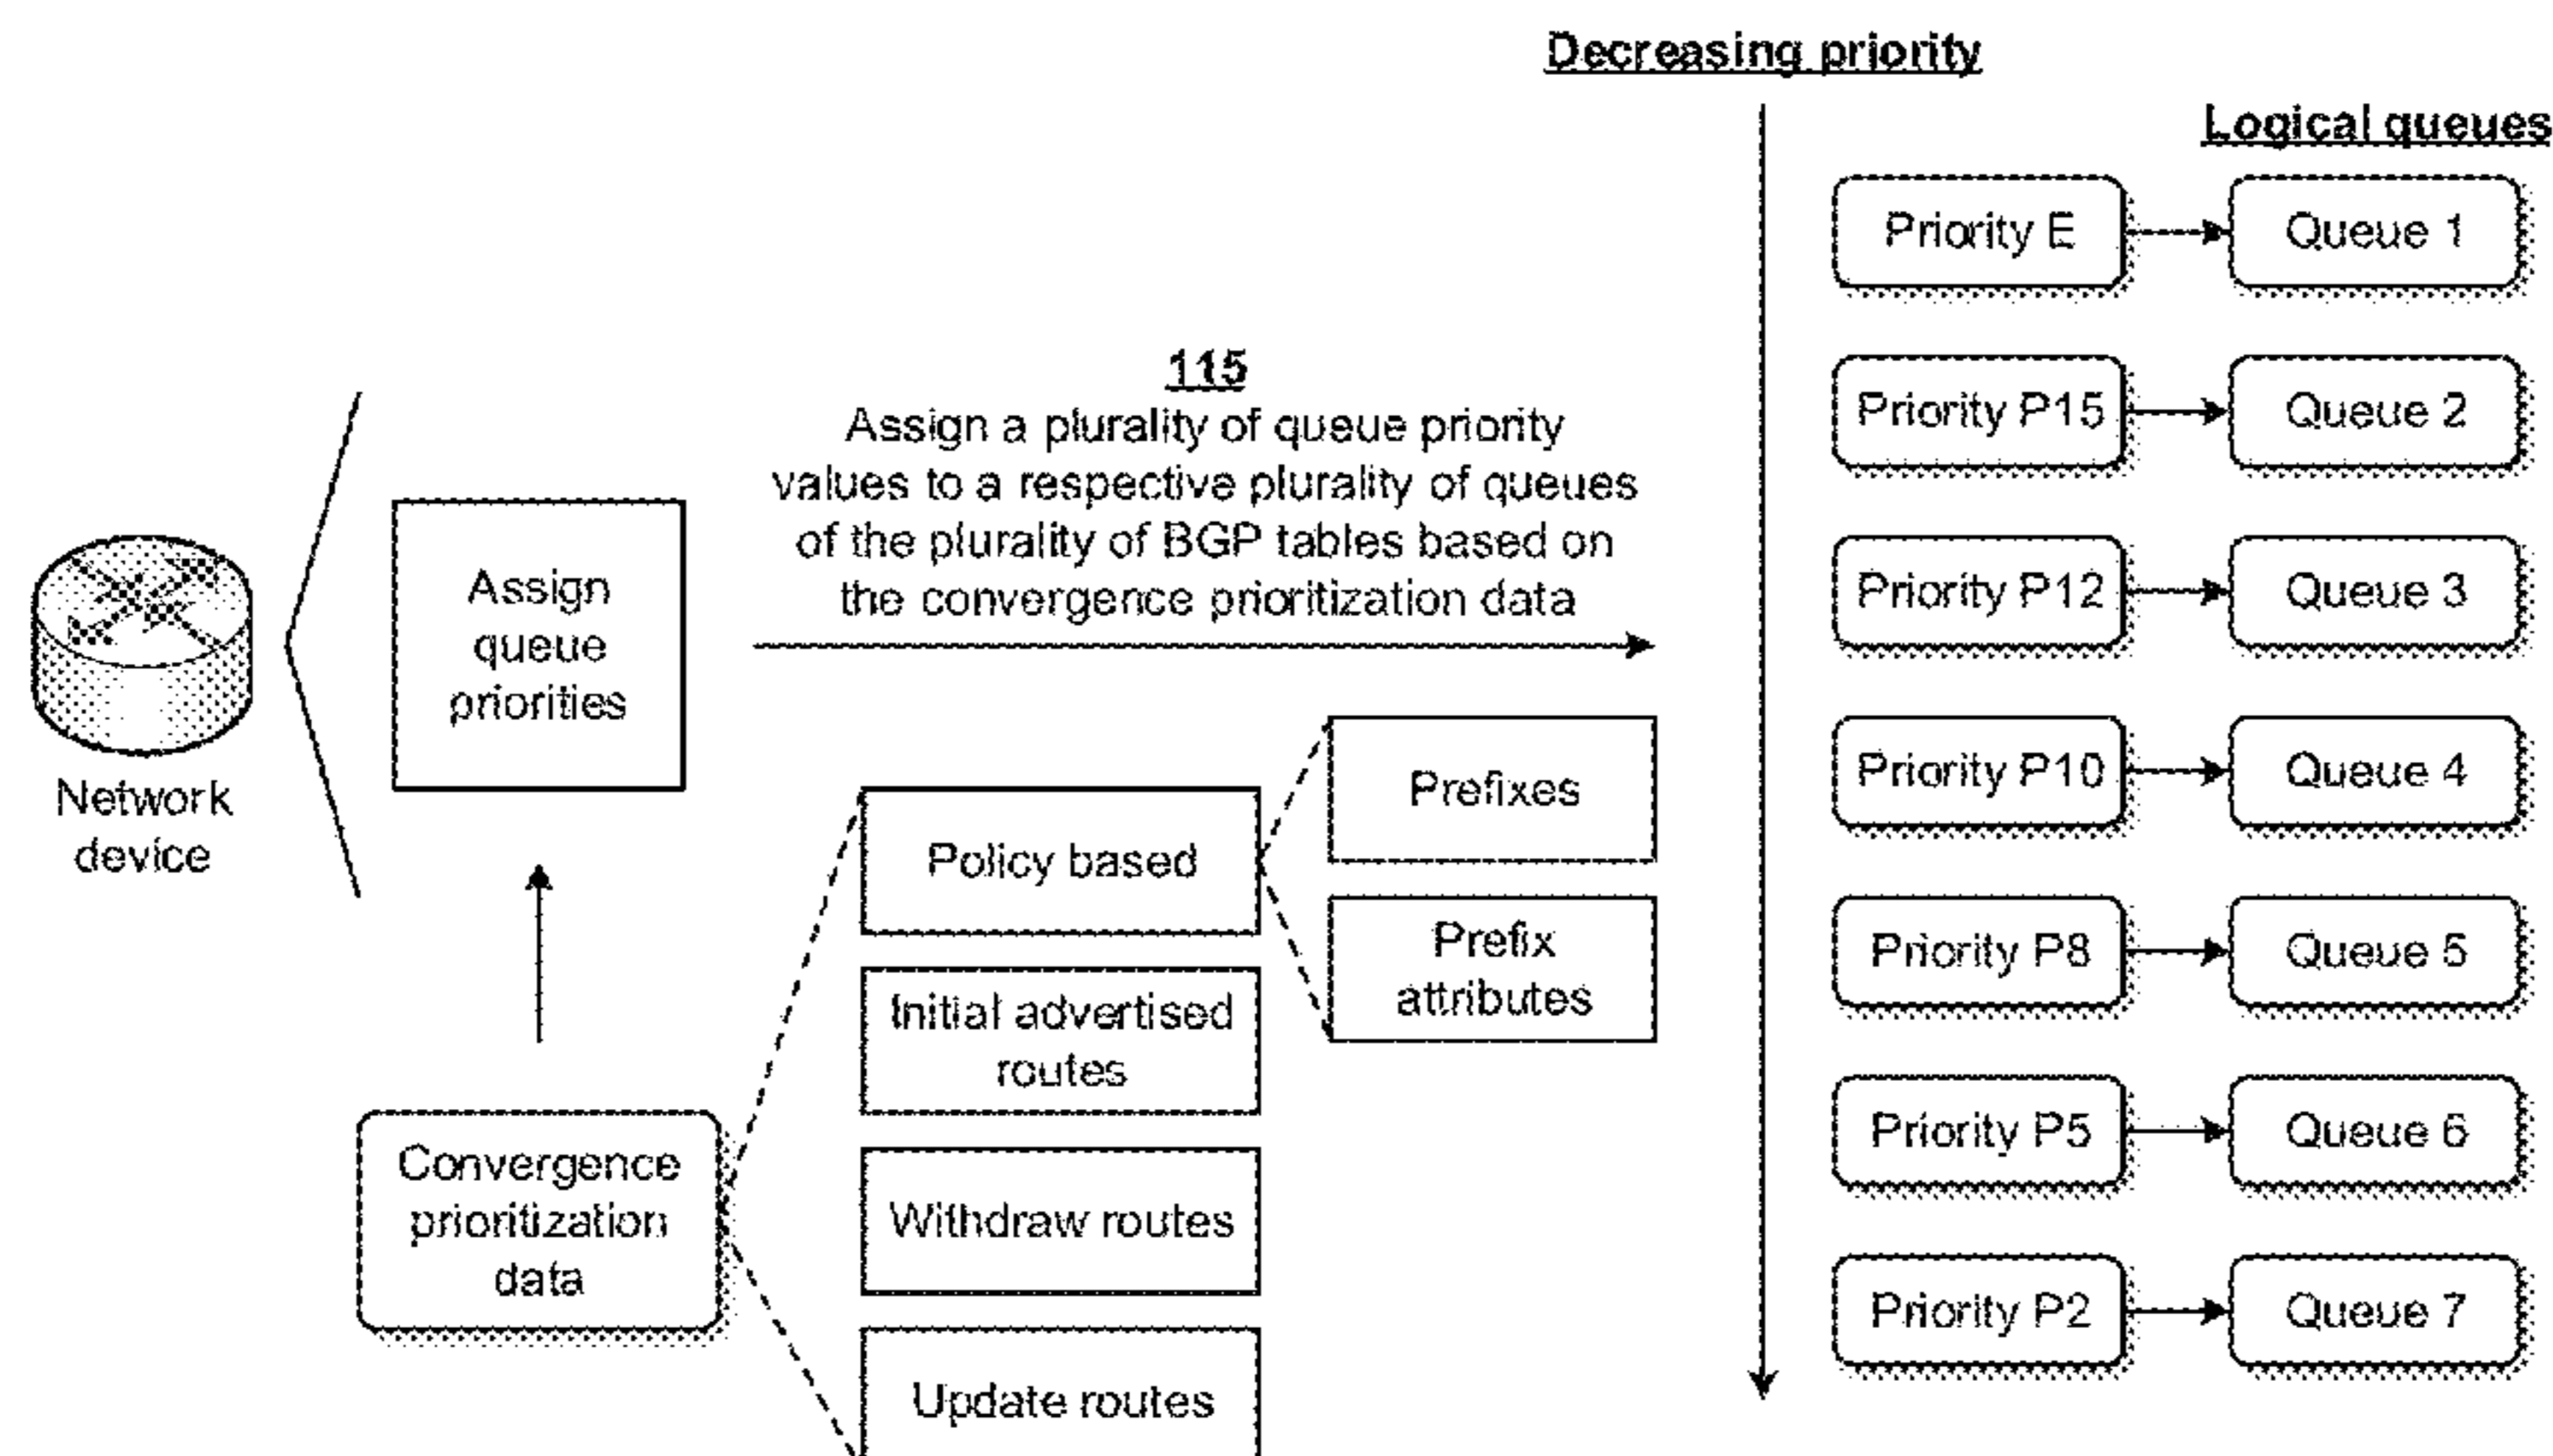 Decreasing priority
Logical queues
Priority E
Queue 1
115
Assign a plurality of queue priority
values to a respective plurality of queues
of the plurality of BGP tables based on
the convergence prioritization data
Priority P15
Queue 2
Assign
queue
priorities
Priority P12
Queue 3
Network
device
Policy based
Prefixes
Prefix
attributes
Priority P10
Queue 4
Initial advertised
routes
Priority P8
Queue 5
Convergence
prioritization
data
Withdraw routes
Priority P5
Queue 6
Update routes
Priority P2
Queue 7